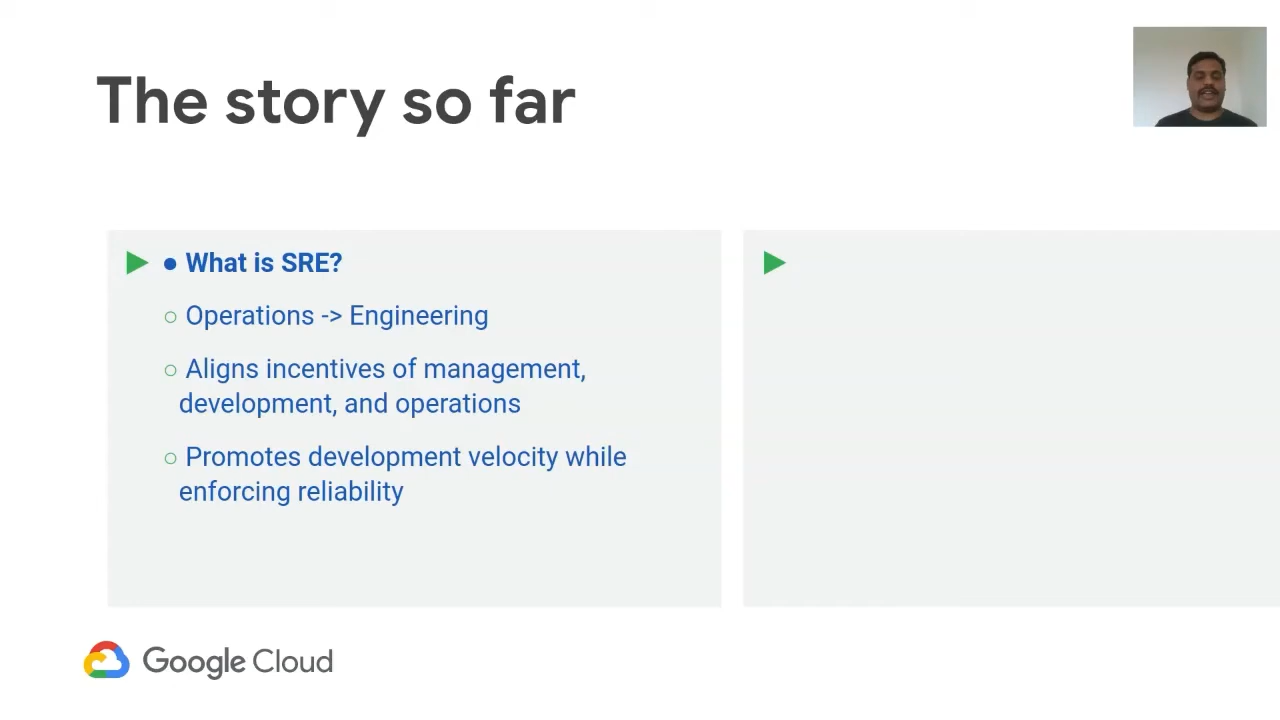 The story so far
● What is SRE?
○ Operations -> Engineering
○ Aligns incentives of management,
development, and operations
○ Promotes development velocity while
enforcing reliability
Google Cloud